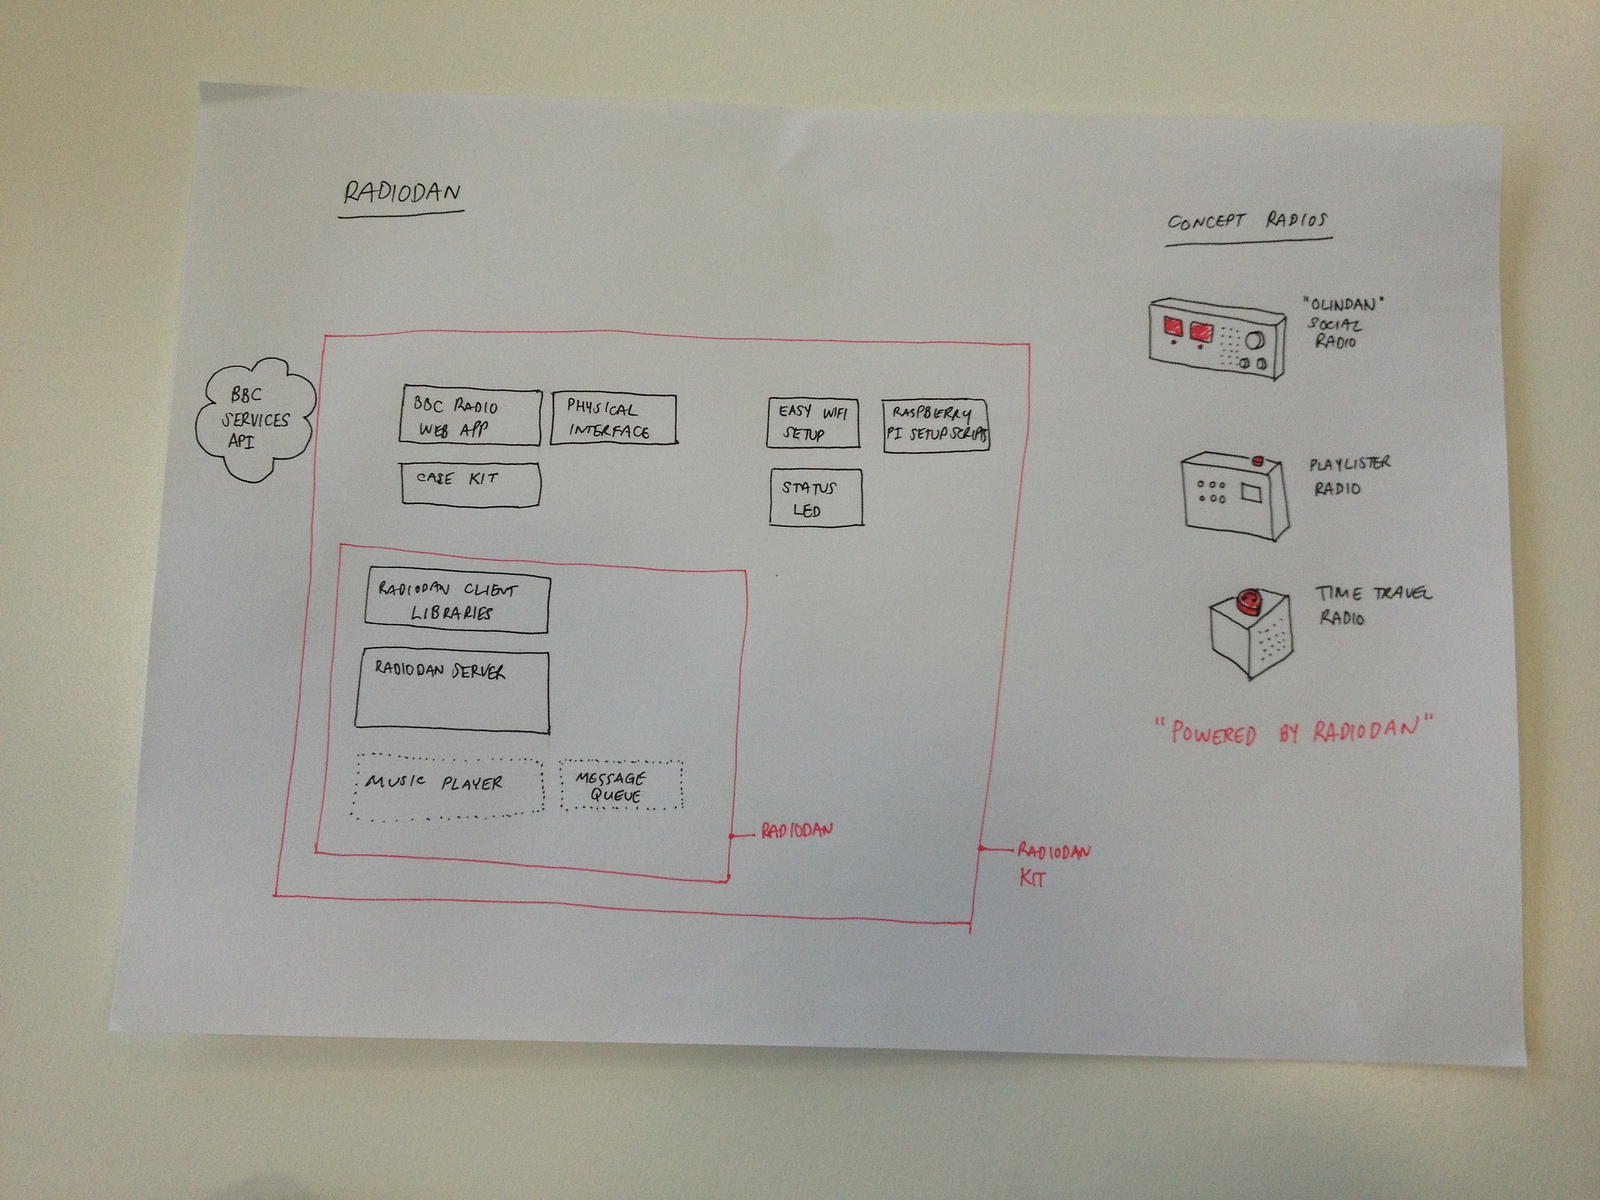 RADIODAN
CONCEPT RADIOS
"OLINDAN"
SOCIAL
RADIO
BBC
SERVICES
API
BBC RADIO
WEB APP
PHYSICAL
INTERFACE
EASY WIFI
SETUP
RASPBERRY
PI SETUP SCRIPTS
CASE KIT
STATUS
LED
PLAYLISTER
RADIO
RADIODAN CLIENT
LIBRARIES
TIME TRAVEL
RADIO
RADIODAN SERVER
"POWERED BY RADIODAN"
MUSIC PLAYER
MESSAGE
QUEUE
RADIODAN
RADIODAN
KIT